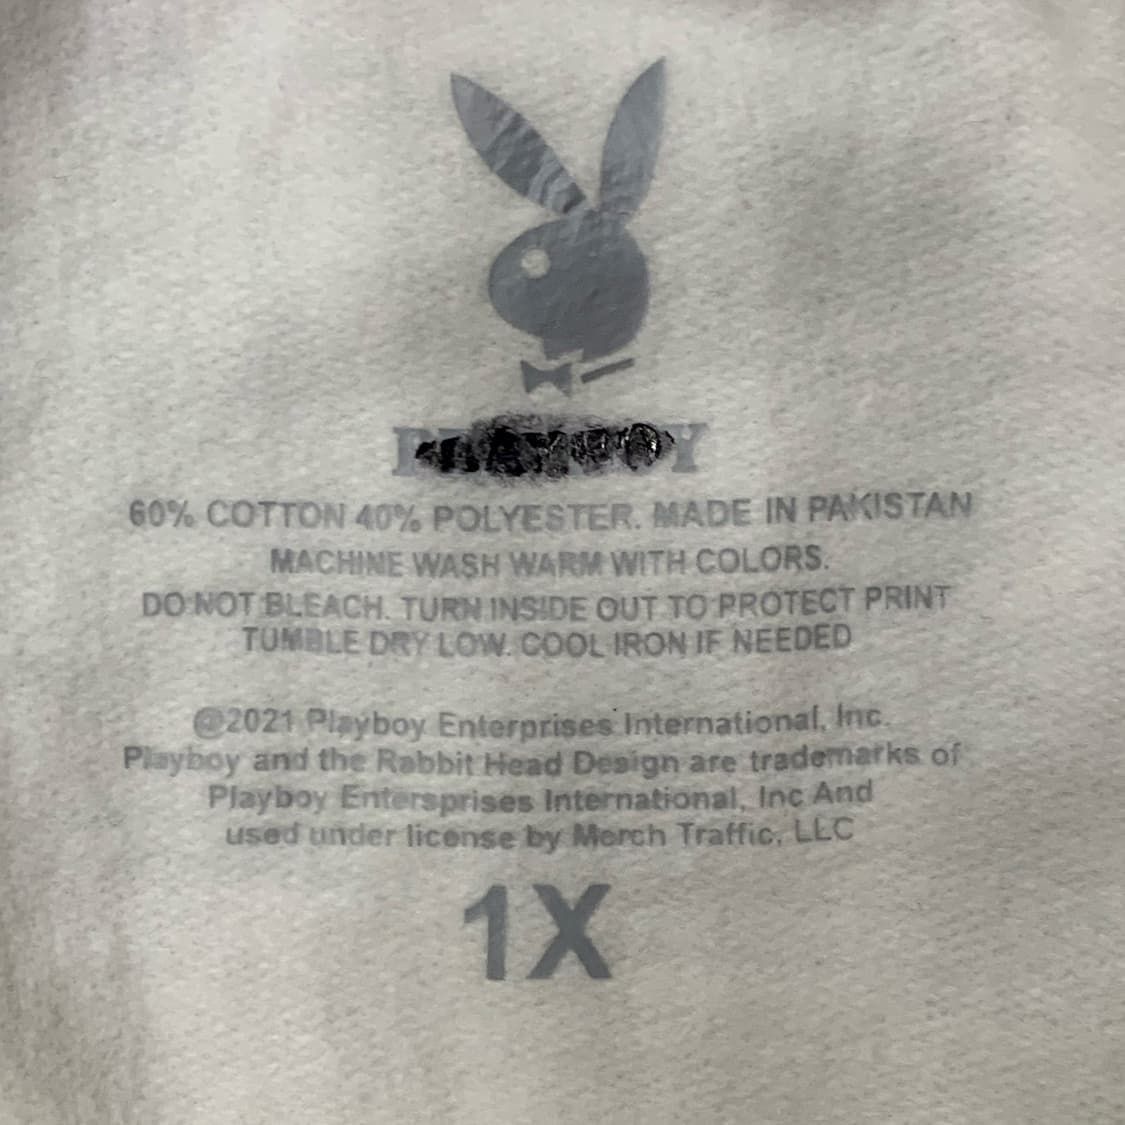 PLAYBOY
60% COTTON 40% POLYESTER. MADE IN PAKISTAN
MACHINE WASH WARM WITH COLORS.
DO NOT BLEACH. TURN INSIDE OUT TO PROTECT PRINT
TUMBLE DRY LOW. COOL IRON IF NEEDED
@2021 Playboy Enterprises International, Inc.
Playboy and the Rabbit Head Design are trademarks of
Playboy Entersprises International, Inc And
used under license by Merch Traffic, LLC
1X